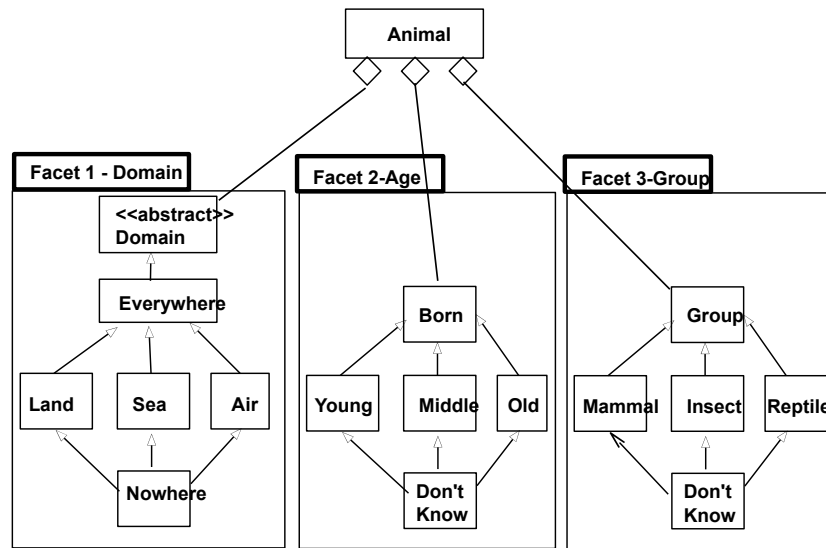 Animal
Facet 1 - Domain
Facet 2-Age
Facet 3-Group
<<abstract>>
Domain
Everywhere
Born
Group
Land
Sea
Air
Young
Middle
Old
Mammal
Insect
Reptile
Nowhere
Don't
Know
Don't
Know